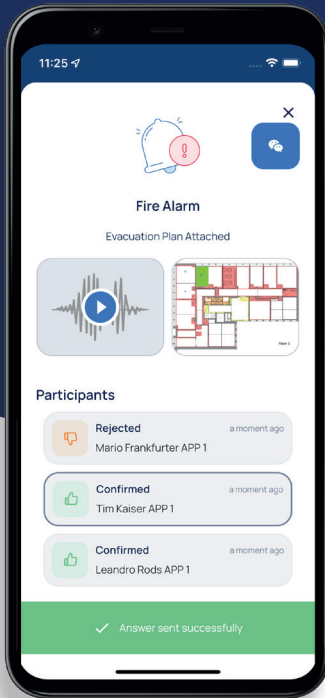 11:25
Fire Alarm
Evacuation Plan Attached
Participants
Rejected
a moment ago
Mario Frankfurter APP 1
Confirmed
a moment ago
Tim Kaiser APP 1
Confirmed
a moment ago
Leandro Rods APP 1
Answer sent successfully